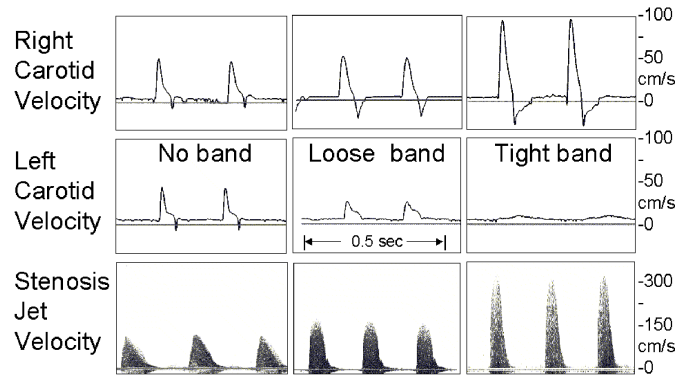 Right
Carotid
Velocity
-100
-
-50
cm/s
-0
Left
Carotid
Velocity
No band
Loose band
Tight band
0.5 sec
-100
-
-50
cm/s
-0
Stenosis
Jet
Velocity
-300
-150
cm/s
-0